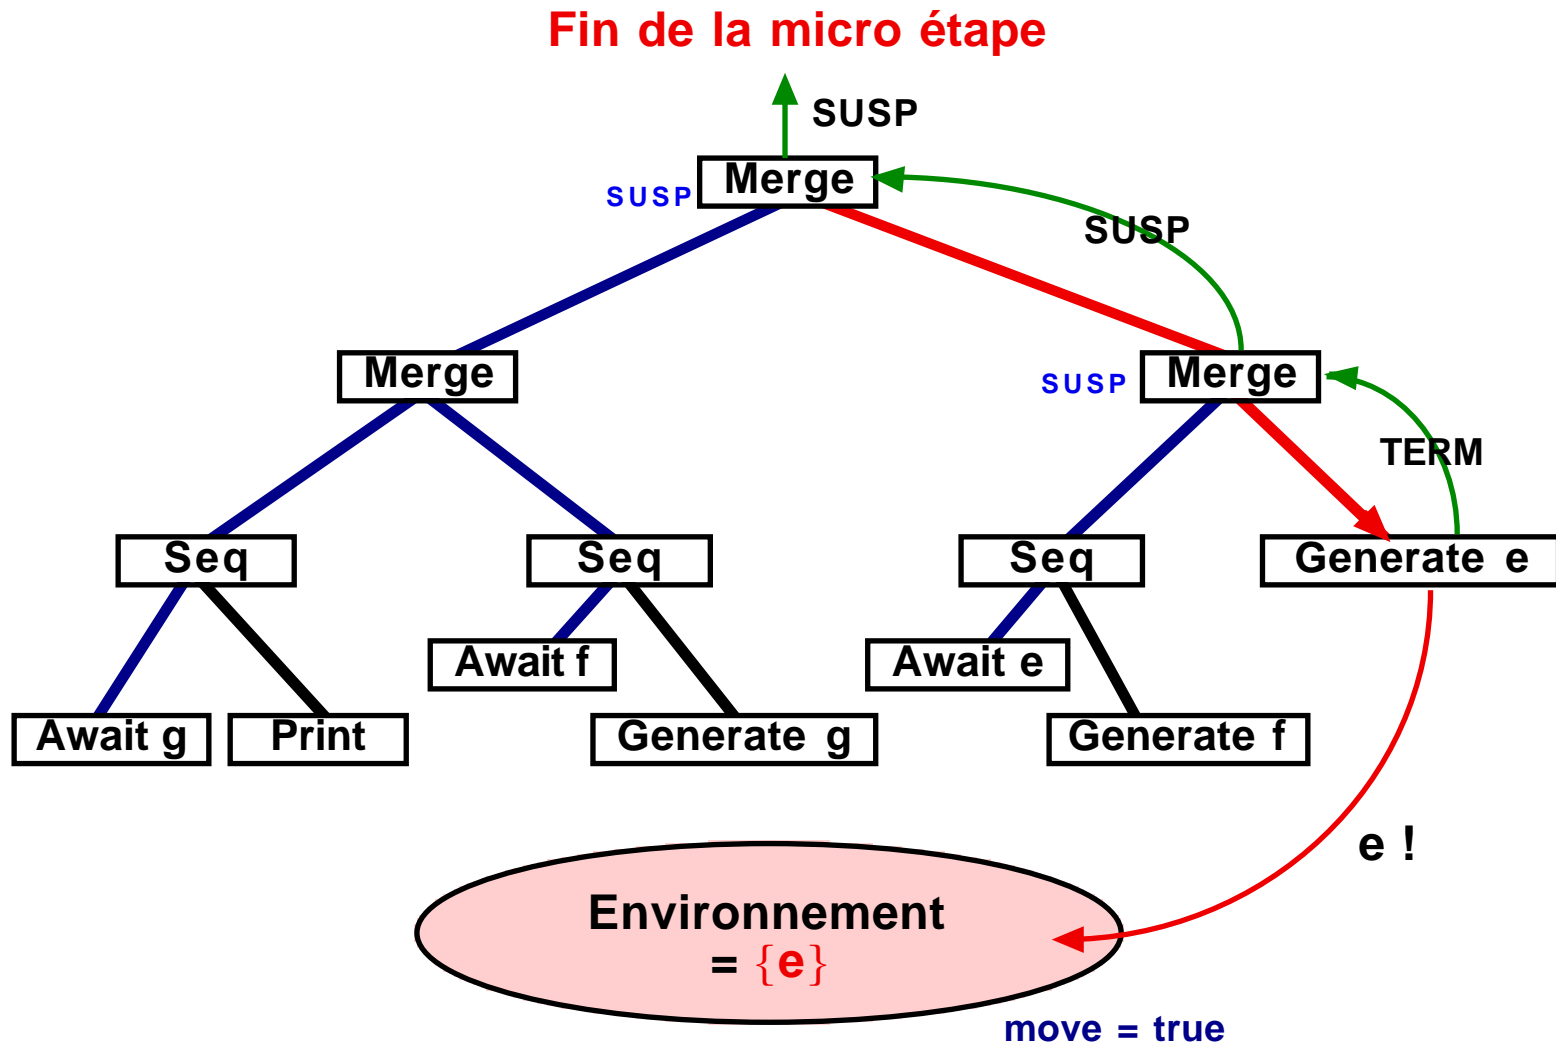 Fin de la micro étape
SUSP
Merge
SUSP
SUSP
Merge
Merge
SUSP
TERM
Seq
Seq
Seq
Generate e
Await f
Await e
Await g
Print
Generate g
Generate f
e !
Environnement
= {e}
move = true